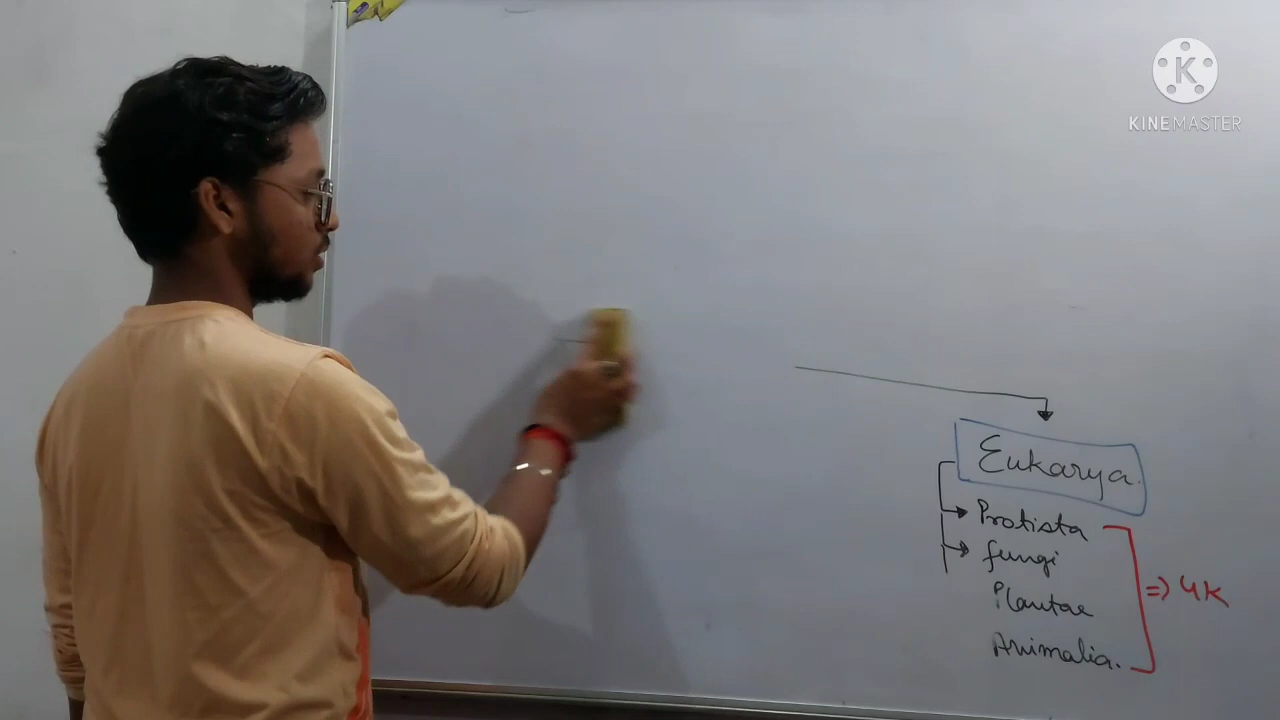 K
KINEMASTER
Eukarya.
Protista
fungi
Plantae
Animalia.
=> 4K